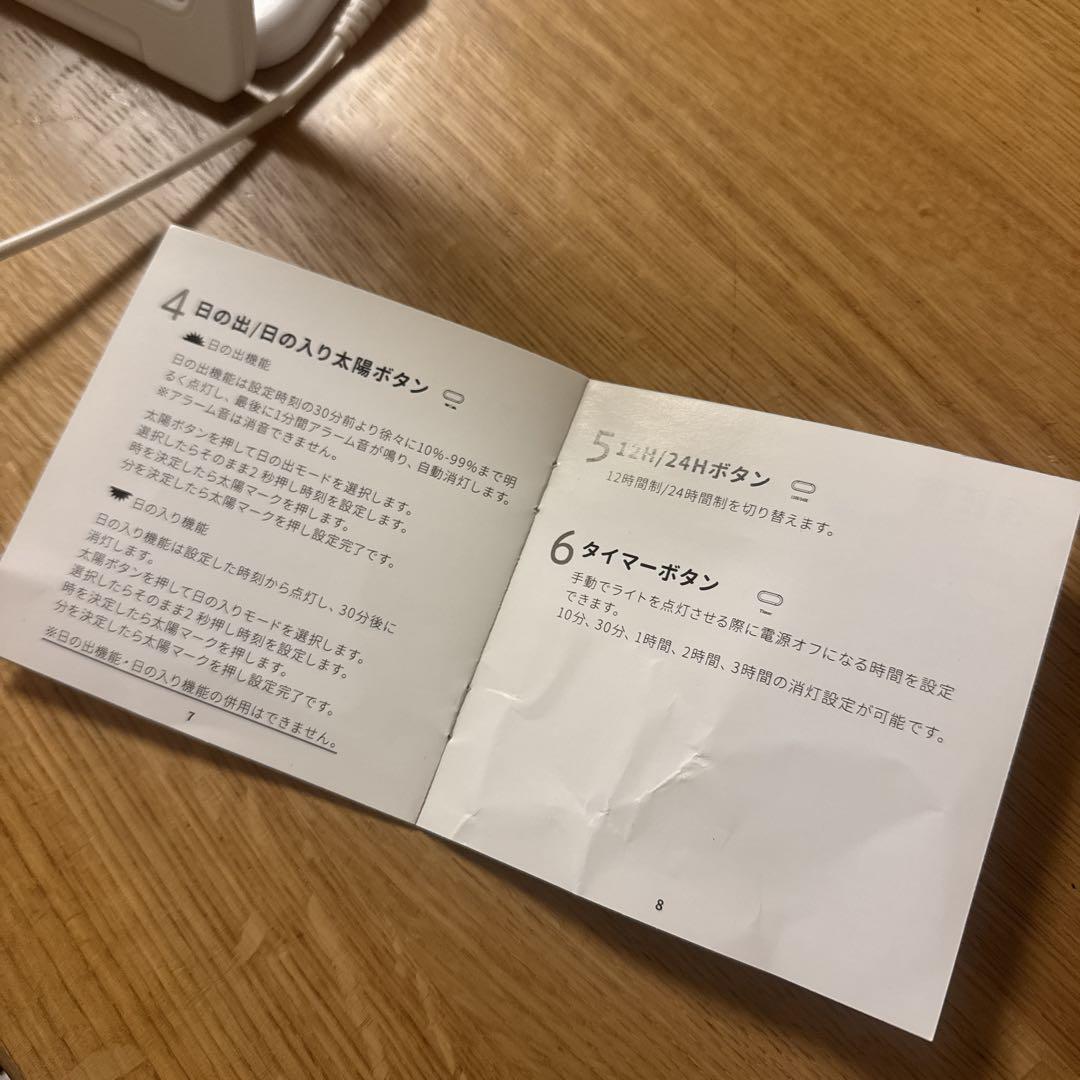 4 日の出/日の入り太陽ボタン
日の出機能
日の出機能は設定時刻の30分前より徐々に10%-99%まで明
るく点灯し、最後に1分間アラーム音が鳴り、自動消灯します。
※アラーム音は消音できません。
太陽ボタンを押して日の出モードを選択します。
選択したらそのまま2 秒押し時刻を設定します。
時を決定したら太陽マークを押します。
分を決定したら太陽マークを押し設定完了です。
日の入り機能
日の入り機能は設定した時刻から点灯し、30分後に
消灯します。
太陽ボタンを押して日の入りモードを選択します。
選択したらそのまま2 秒押し時刻を設定します。
時を決定したら太陽マークを押します。
分を決定したら太陽マークを押し設定完了です。
※日の出機能・日の入り機能の併用はできません。
7
5 12H/24Hボタン
12時間制/24時間制を切り替えます。
6 タイマーボタン
手動でライトを点灯させる際に電源オフになる時間を設定
できます。
10分、30分、1時間、2時間、3時間の消灯設定が可能です。
8